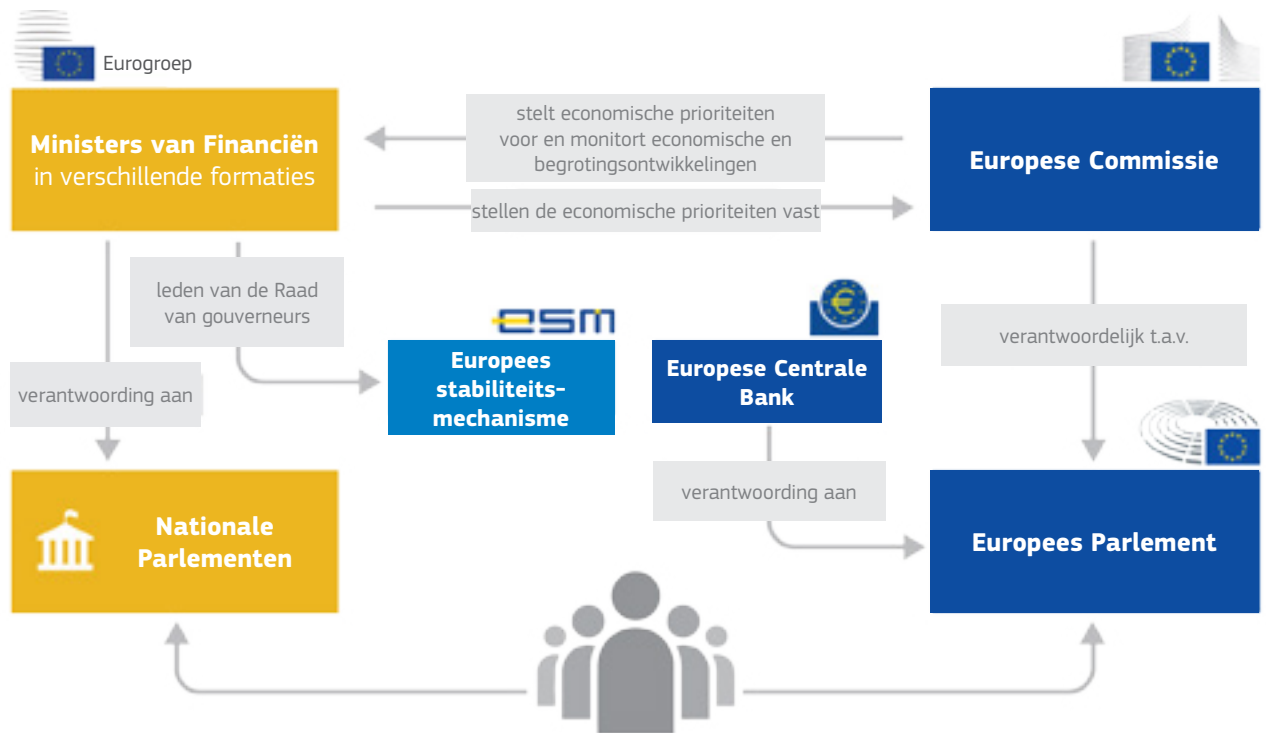 Eurogroep
Ministers van Financiën
in verschillende formaties
stelt economische prioriteiten
voor en monitort economische en
begrotingsontwikkelingen
stellen de economische prioriteiten vast
Europese Commissie
leden van de Raad
van gouverneurs
esm
Europees
stabiliteits-
mechanisme
€
Europese Centrale
Bank
verantwoordelijk t.a.v.
verantwoording aan
verantwoording aan
Nationale
Parlementen
Europees Parlement